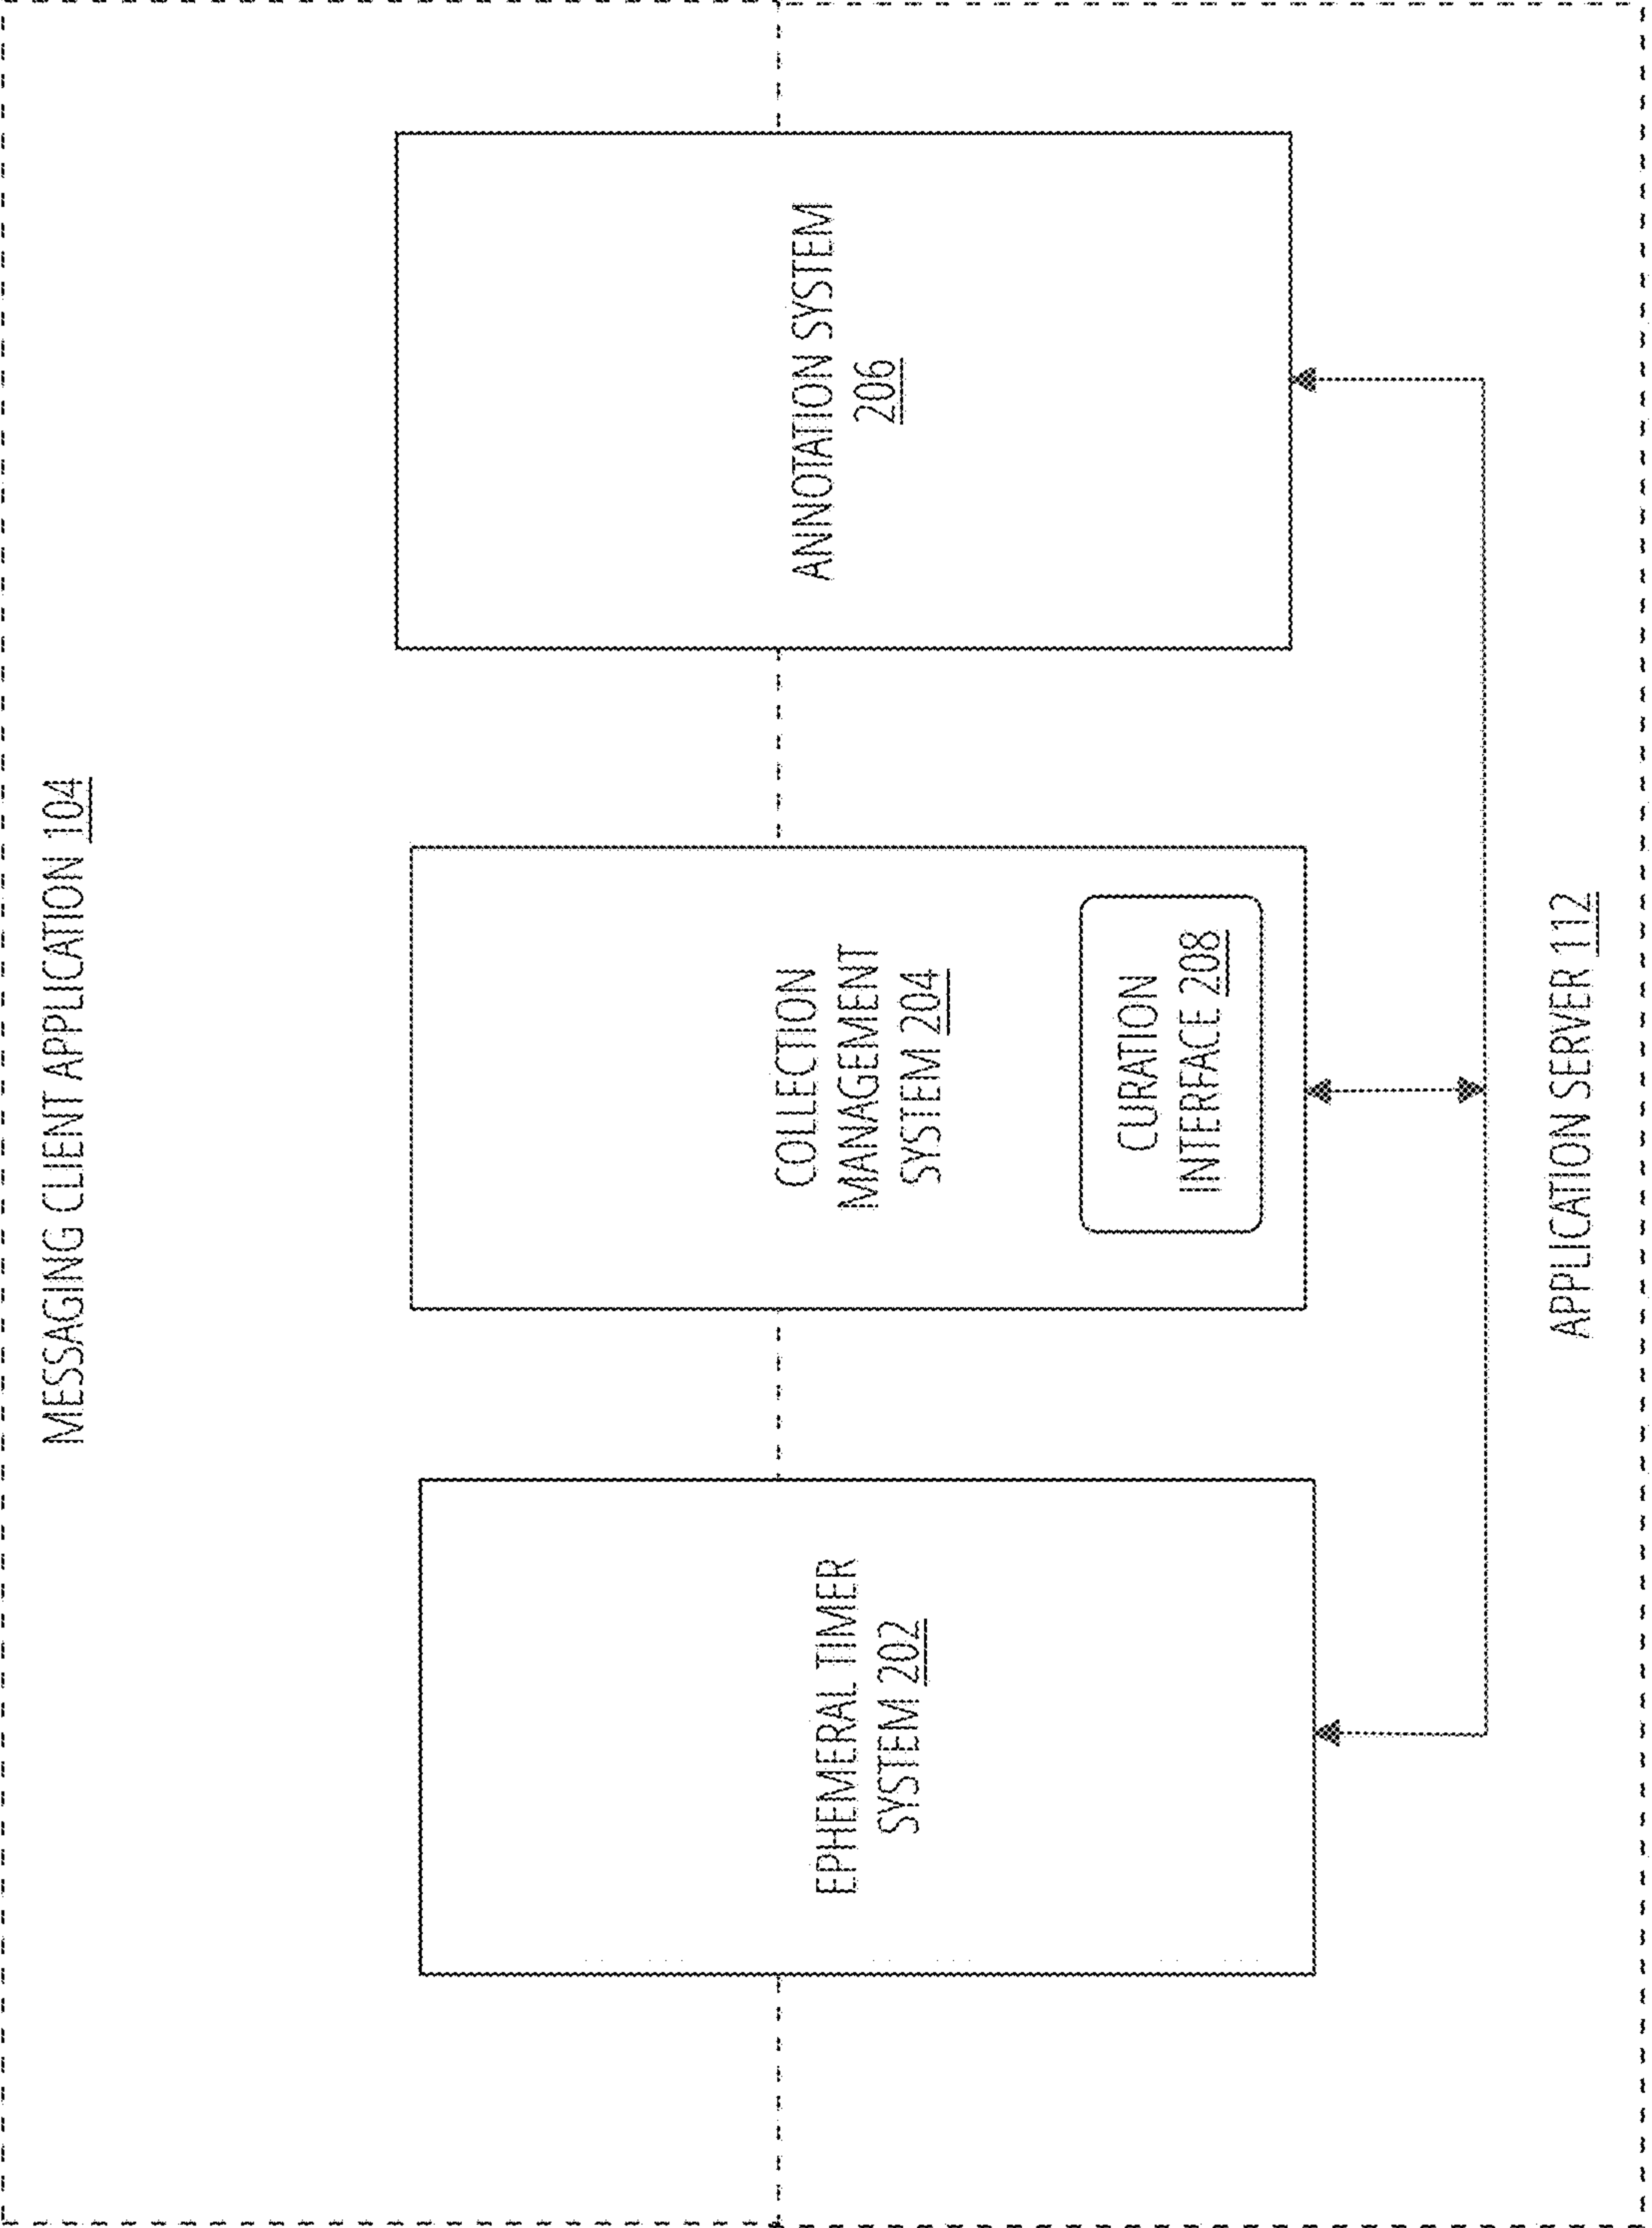 MESSAGING CLIENT APPLICATION 104
EPHEMERAL TIMER
SYSTEM 202
COLLECTION
MANAGEMENT
SYSTEM 204
CURATION
INTERFACE 208
ANNOTATION SYSTEM
206
APPLICATION SERVER 112